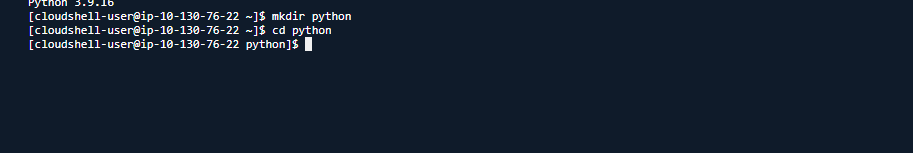 Python 3.9.16
[cloudshell-user@ip-10-130-76-22 ~]$ mkdir python
[cloudshell-user@ip-10-130-76-22 ~]$ cd python
[cloudshell-user@ip-10-130-76-22 python]$